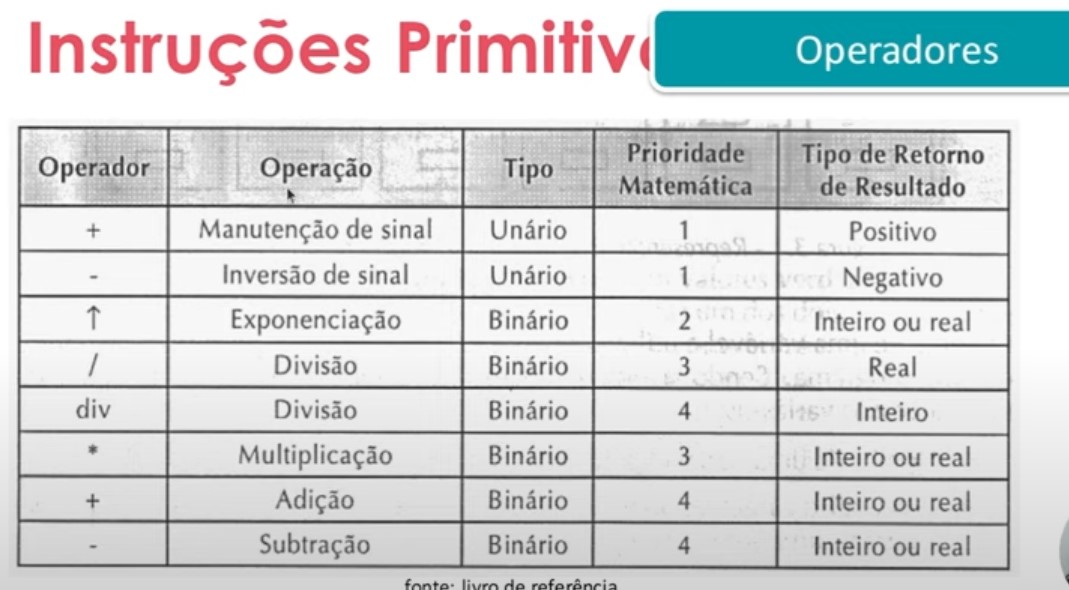 Instruções Primitiv
Operadores
Operador Operação Tipo Prioridade Matemática Tipo de Retorno de Resultado
+ Manutenção de sinal Unário 1 Positivo
- Inversão de sinal Unário 1 Negativo
↑ Exponenciação Binário 2 Inteiro ou real
/ Divisão Binário 3 Real
div Divisão Binário 4 Inteiro
* Multiplicação Binário 3 Inteiro ou real
+ Adição Binário 4 Inteiro ou real
- Subtração Binário 4 Inteiro ou real
fonte: livro de referência